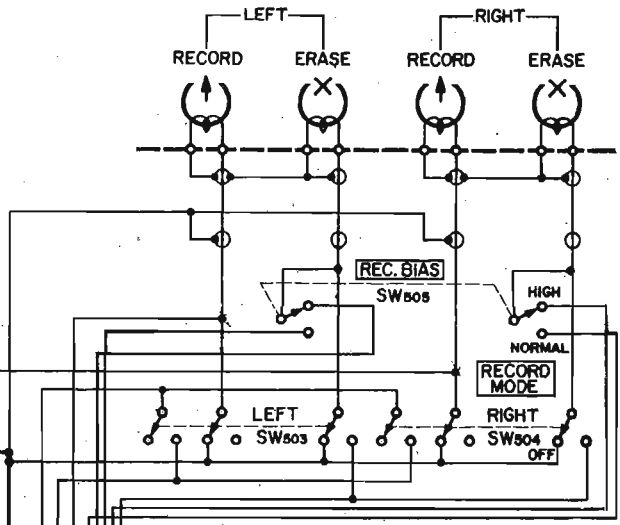 LEFT
RIGHT
RECORD ERASE RECORD ERASE
REC. BIAS
SW505
HIGH
NORMAL
RECORD
MODE
LEFT
SW503
RIGHT
SW504
OFF